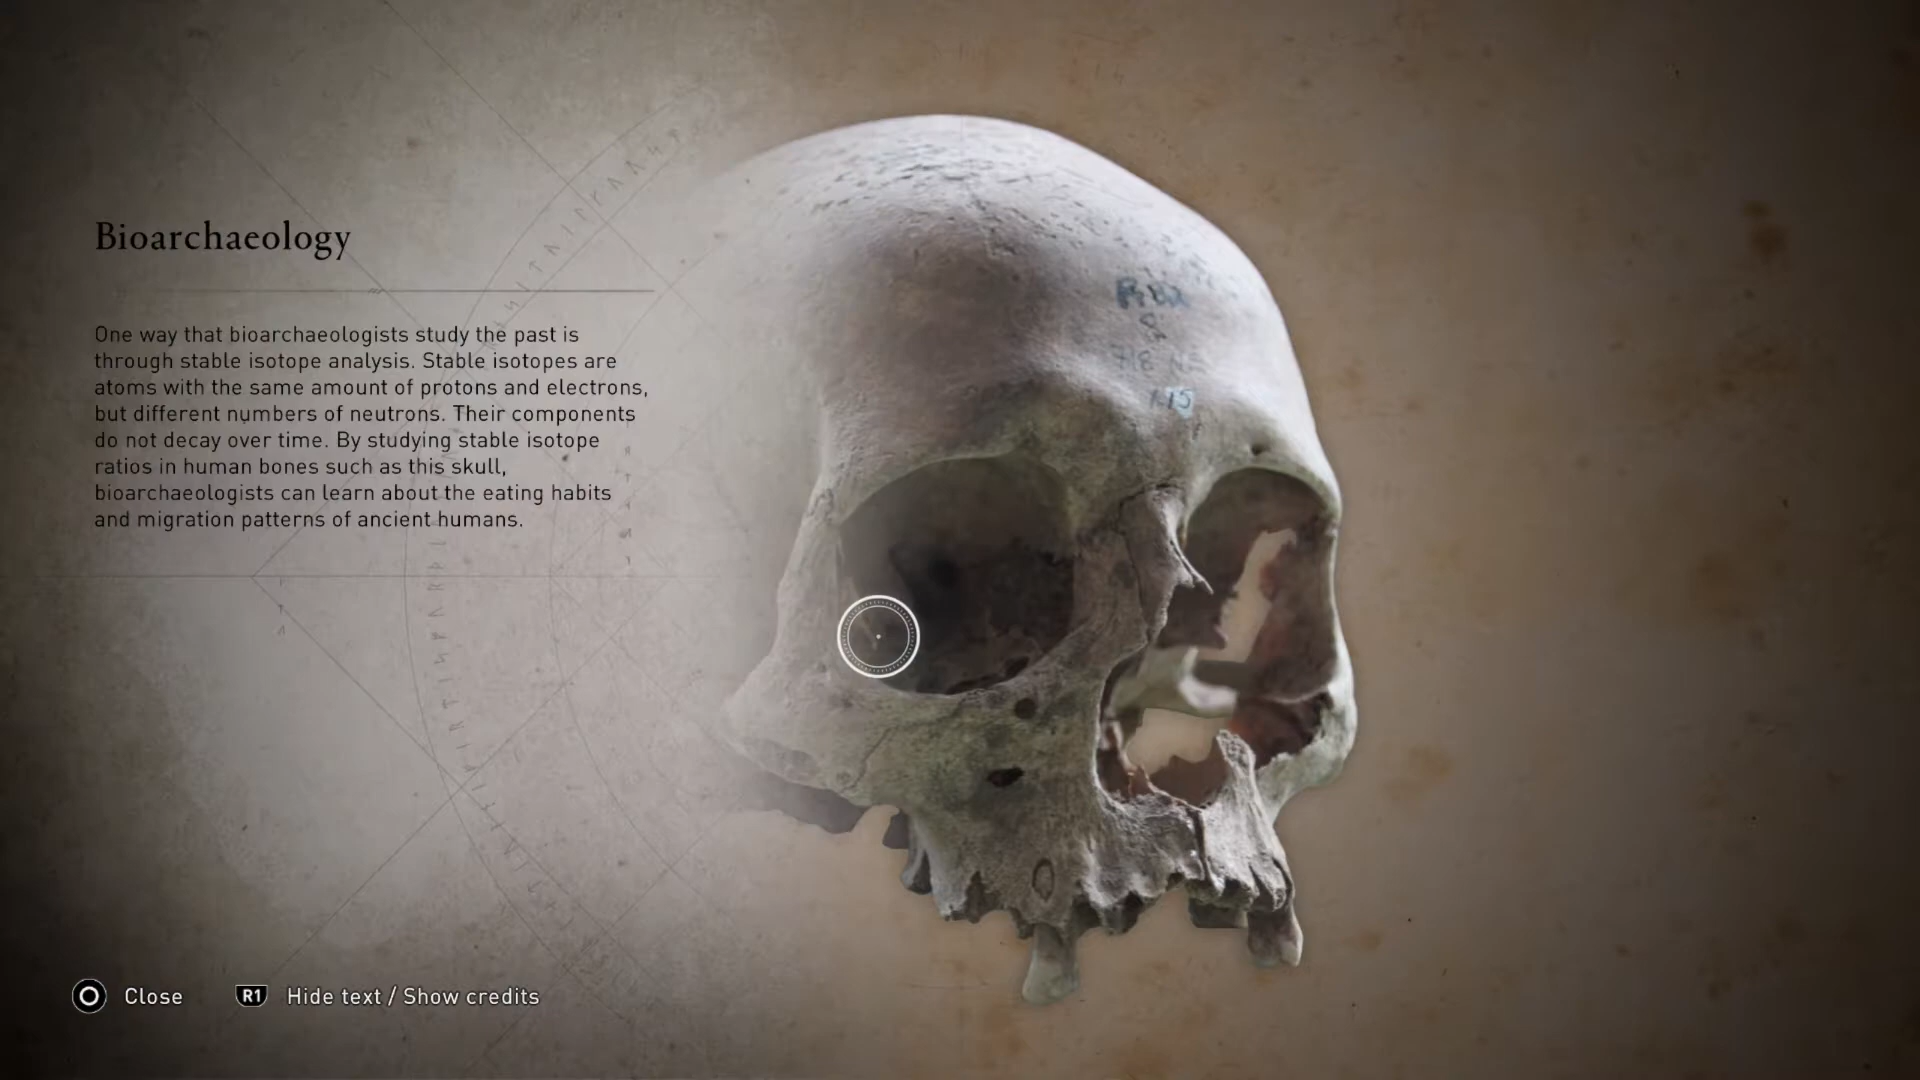 Bioarchaeology
One way that bioarchaeologists study the past is
through stable isotope analysis. Stable isotopes are
atoms with the same amount of protons and electrons,
but different numbers of neutrons. Their components
do not decay over time. By studying stable isotope
ratios in human bones such as this skull,
bioarchaeologists can learn about the eating habits
and migration patterns of ancient humans.
Close
R1 Hide text / Show credits